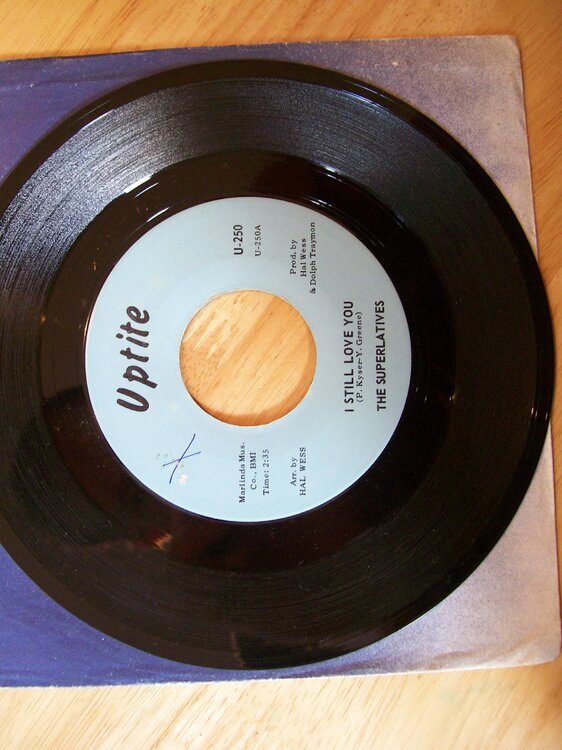 Uptite
Marlinda Mus.
Co., BMI
Time: 2:35
U-250
U-250A
Arr. by
HAL WESS
Prod. by
Hal Wess
& Dolph Traymon
I STILL LOVE YOU
(P. Kyser-Y. Greene)
THE SUPERLATIVES